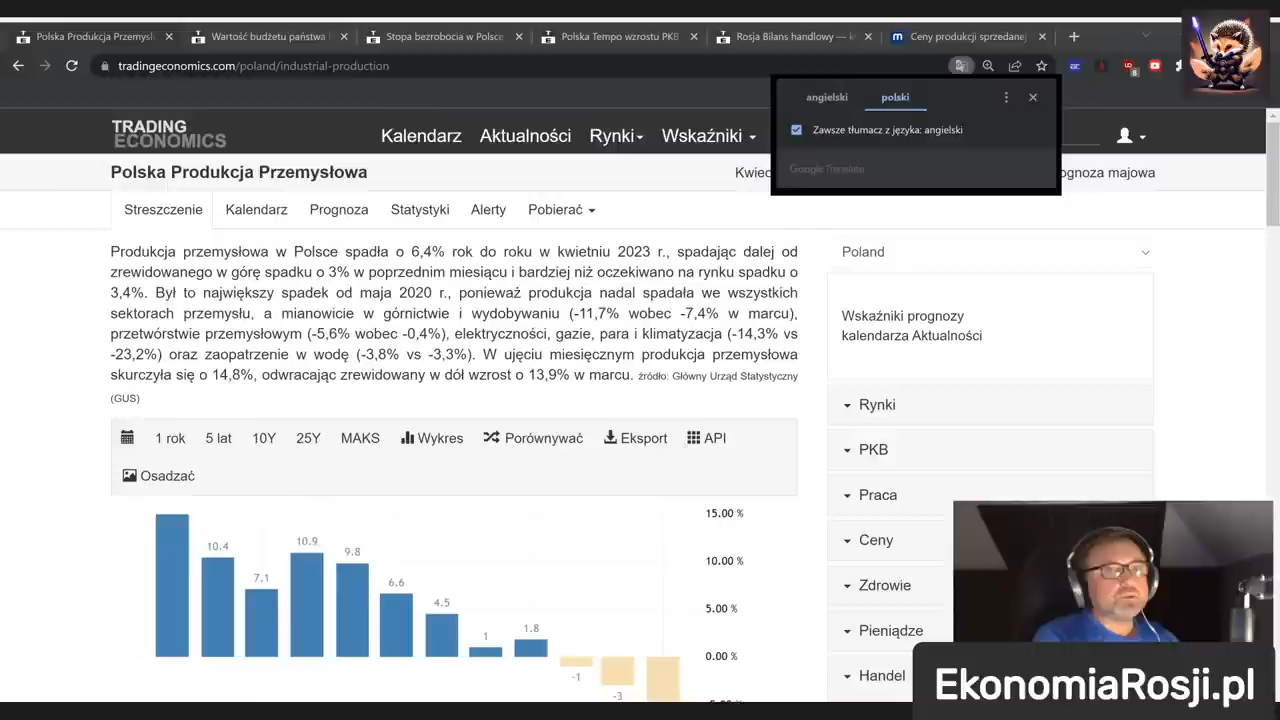 Polska Produkcja Przemysł
Wartość budżetu państwa
Stopa bezrobocia w Polsce
Polska Tempo wzrostu PKB
Rosja Bilans handlowy —
Ceny produkcji sprzedanej
tradingeconomics.com/poland/industrial-production
angielski
polski
Zawsze tłumacz z języka: angielski
Google Translate
TRADING
ECONOMICS
Kalendarz
Aktualności
Rynki
Wskaźniki
Polska Produkcja Przemysłowa
Kwiec
ognoza majowa
Streszczenie
Kalendarz
Prognoza
Statystyki
Alerty
Pobierać
Produkcja przemysłowa w Polsce spadła o 6,4% rok do roku w kwietniu 2023 r., spadając dalej od
zrewidowanego w górę spadku o 3% w poprzednim miesiącu i bardziej niż oczekiwano na rynku spadku o
3,4%. Był to największy spadek od maja 2020 r., ponieważ produkcja nadal spadała we wszystkich
sektorach przemysłu, a mianowicie w górnictwie i wydobywaniu (-11,7% wobec -7,4% w marcu),
przetwórstwie przemysłowym (-5,6% wobec -0,4%), elektryczności, gazie, para i klimatyzacja (-14,3% vs
-23,2%) oraz zaopatrzenie w wodę (-3,8% vs -3,3%). W ujęciu miesięcznym produkcja przemysłowa
skurczyła się o 14,8%, odwracając zrewidowany w dół wzrost o 13,9% w marcu. źródło: Główny Urząd Statystyczny
(GUS)
Poland
Wskaźniki prognozy
kalendarza Aktualności
Rynki
PKB
Praca
Ceny
Zdrowie
Pieniądze
Handel
1 rok
5 lat
10Y
25Y
MAKS
Wykres
Porównywać
Eksport
API
Osadzać
15.00 %
10.00 %
5.00 %
0.00 %
10.4
7.1
10.9
9.8
6.6
4.5
1
1.8
-1
-3
EkonomiaRosji.pl